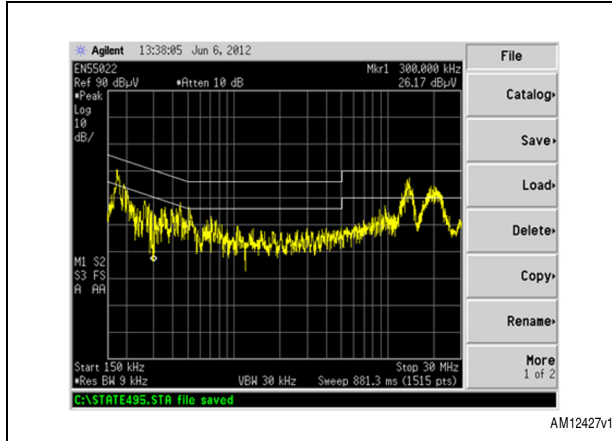 Agilent 13:38:05 Jun 6, 2012
EN55022
Mkr1 300.000 kHz
Ref 90 dBµV
•Atten 10 dB
26.17 dBµV
•Peak
Log
10
dB/
M1 S2
S3 FS
A AA
Start 150 kHz
Stop 30 MHz
•Res BW 9 kHz
VBW 30 kHz
Sweep 881.3 ms (1515 pts)
C:\STATE495.STA file saved
File
Catalog
Save
Load
Delete
Copy
Rename
More
1 of 2
AM12427v1